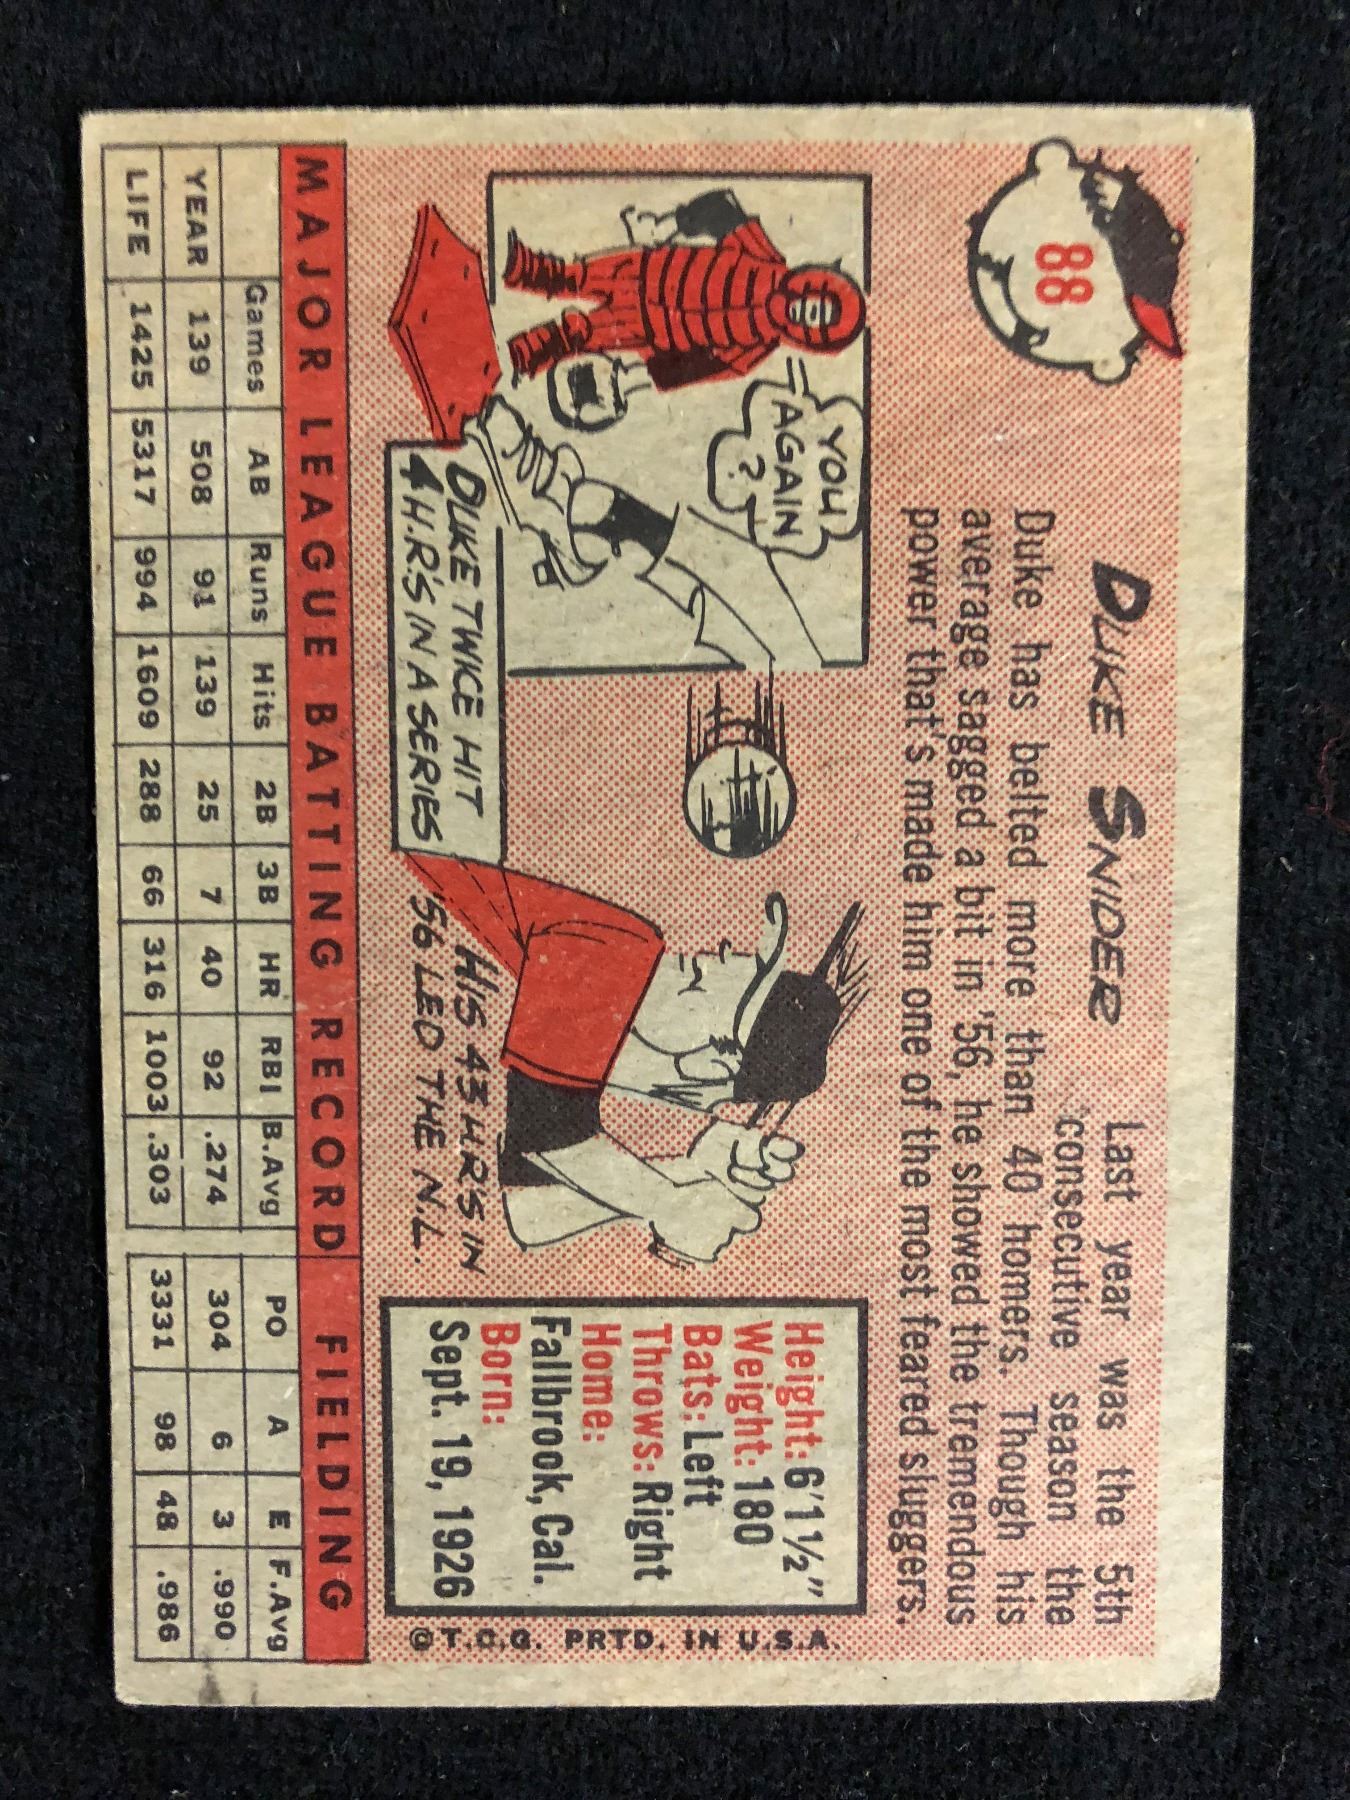 88
DUKE SNIDER
Last year was the 5th
consecutive season the
Duke has belted more than 40 homers. Though his
average sagged a bit in '56, he showed the tremendous
power that's made him one of the most feared sluggers.
YOU
AGAIN
?
DUKE TWICE HIT
4 H.R.'S IN A SERIES
HIS 43 HRS IN
'56 LED THE N.L.
Height: 6'1½"
Weight: 180
Bats: Left
Throws: Right
Home:
Fallbrook, Cal.
Born:
Sept. 19, 1926
© T.C.G. PRTD. IN U.S.A.
MAJOR LEAGUE BATTING RECORD FIELDING
Games AB Runs Hits 2B 3B HR RBI B.Avg PO A E F.Avg
YEAR 139 508 91 139 25 7 40 92 .274 304 6 3 .990
LIFE 1425 5317 994 1609 288 66 316 1003 .303 3331 98 48 .986